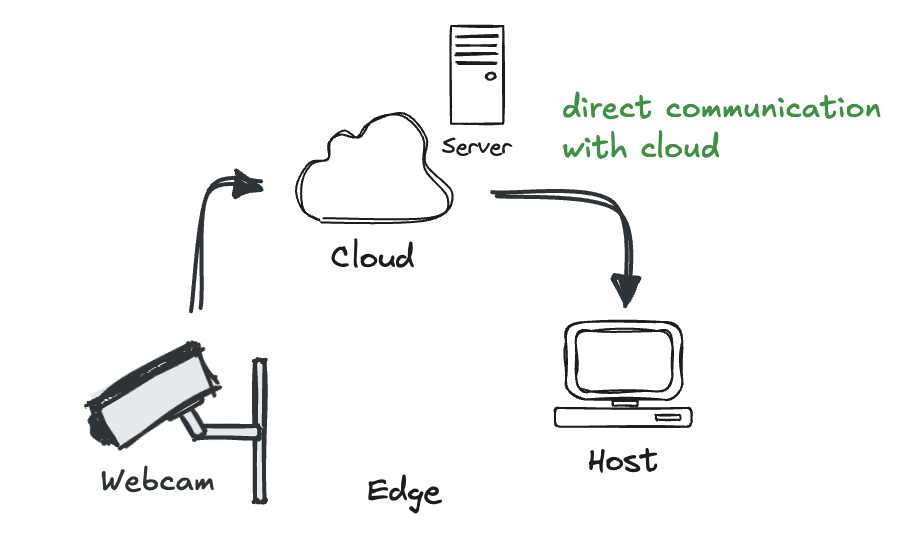 Server
direct communication
with cloud
Cloud
Webcam
Host
Edge